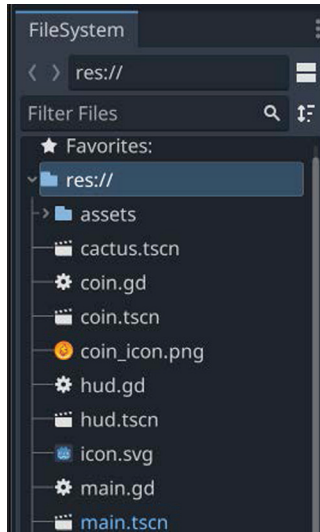 FileSystem
res://
Filter Files
Favorites:
res://
assets
cactus.tscn
coin.gd
coin.tscn
coin_icon.png
hud.gd
hud.tscn
icon.svg
main.gd
main.tscn